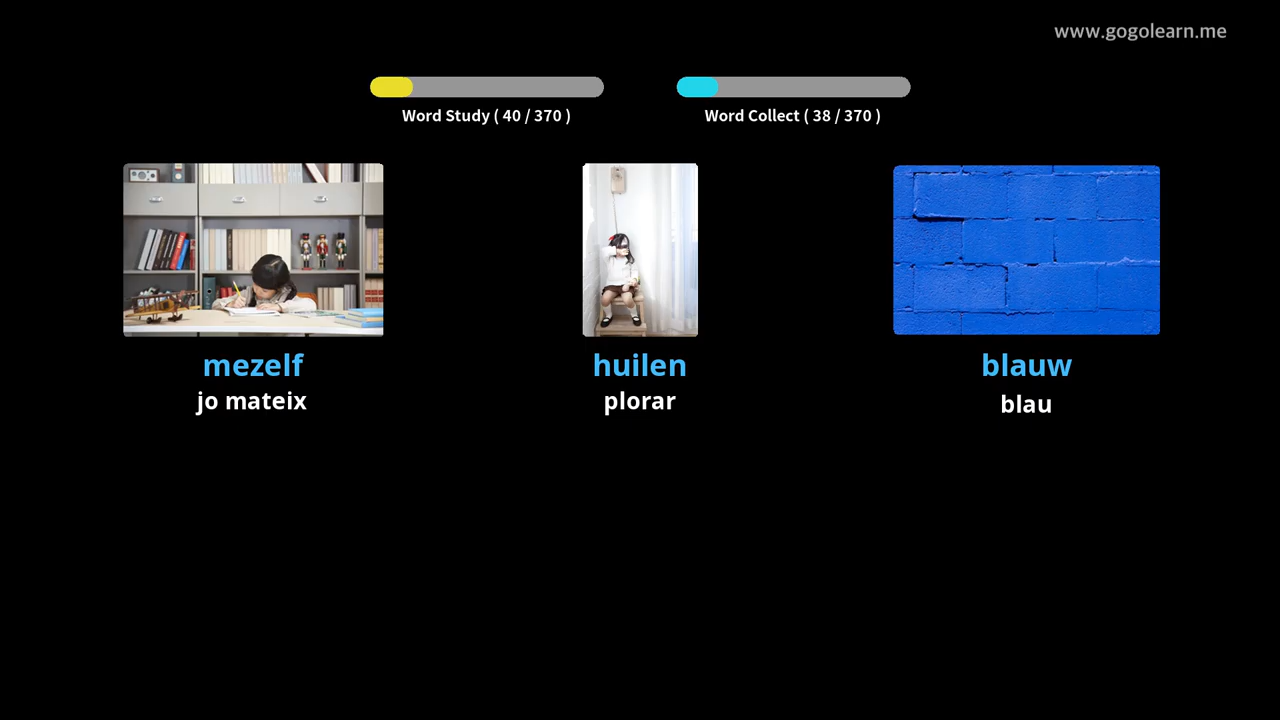 www.gogolearn.me
Word Study ( 40 / 370 )
Word Collect ( 38 / 370 )
mezelf
jo mateix
huilen
plorar
blauw
blau